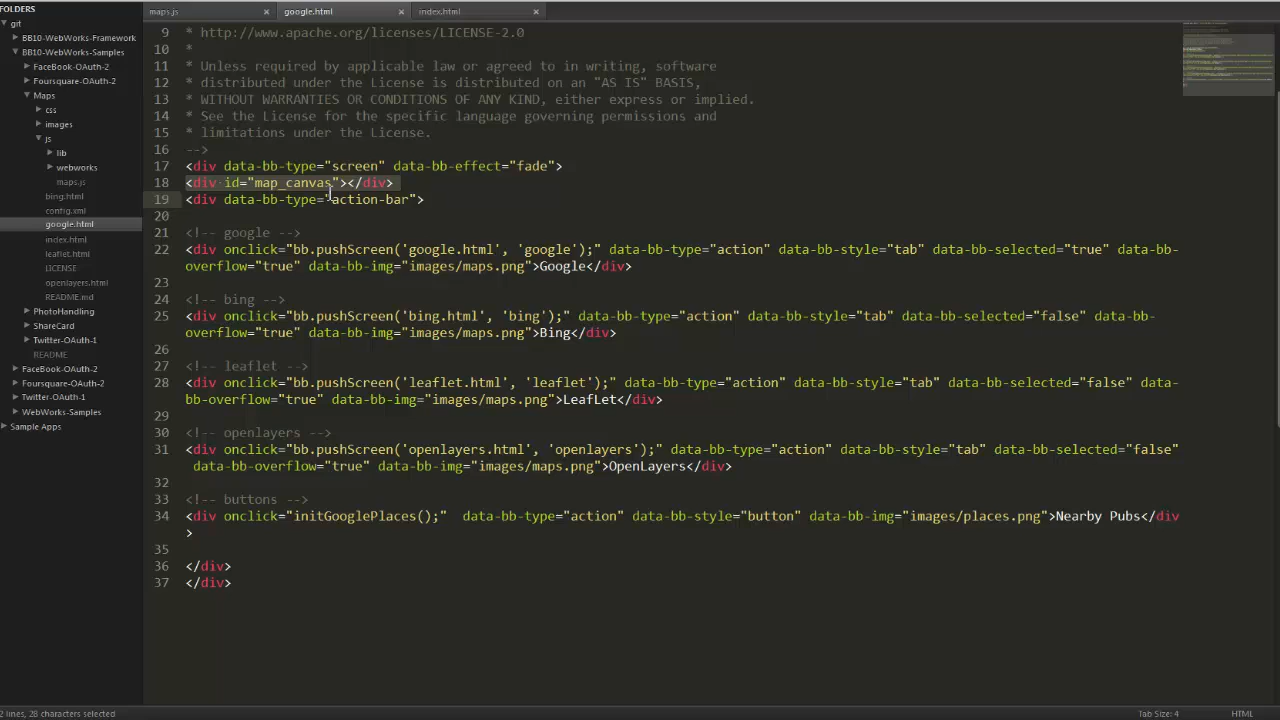 FOLDERS
git
BB10-WebWorks-Framework
BB10-WebWorks-Samples
FaceBook-OAuth-2
Foursquare-OAuth-2
Maps
css
images
js
lib
webworks
maps.js
bing.html
config.xml
google.html
index.html
leaflet.html
LICENSE
openlayers.html
README.md
PhotoHandling
ShareCard
Twitter-OAuth-1
README
FaceBook-OAuth-2
Foursquare-OAuth-2
Twitter-OAuth-1
WebWorks-Samples
Sample Apps
maps.js × google.html × index.html ×
9 * http://www.apache.org/licenses/LICENSE-2.0
10 *
11 * Unless required by applicable law or agreed to in writing, software
12 * distributed under the License is distributed on an "AS IS" BASIS,
13 * WITHOUT WARRANTIES OR CONDITIONS OF ANY KIND, either express or implied.
14 * See the License for the specific language governing permissions and
15 * limitations under the License.
16 -->
17 <div data-bb-type="screen" data-bb-effect="fade">
18 <div id="map_canvas"></div>
19 <div data-bb-type="action-bar">
20
21 <!-- google -->
22 <div onclick="bb.pushScreen('google.html', 'google');" data-bb-type="action" data-bb-style="tab" data-bb-selected="true" data-bb-
overflow="true" data-bb-img="images/maps.png">Google</div>
23
24 <!-- bing -->
25 <div onclick="bb.pushScreen('bing.html', 'bing');" data-bb-type="action" data-bb-style="tab" data-bb-selected="false" data-bb-
overflow="true" data-bb-img="images/maps.png">Bing</div>
26
27 <!-- leaflet -->
28 <div onclick="bb.pushScreen('leaflet.html', 'leaflet');" data-bb-type="action" data-bb-style="tab" data-bb-selected="false" data-
bb-overflow="true" data-bb-img="images/maps.png">LeafLet</div>
29
30 <!-- openlayers -->
31 <div onclick="bb.pushScreen('openlayers.html', 'openlayers');" data-bb-type="action" data-bb-style="tab" data-bb-selected="false"
data-bb-overflow="true" data-bb-img="images/maps.png">OpenLayers</div>
32
33 <!-- buttons -->
34 <div onclick="initGooglePlaces();" data-bb-type="action" data-bb-style="button" data-bb-img="images/places.png">Nearby Pubs</div
>
35
36 </div>
37 </div>
2 lines, 28 characters selected
Tab Size: 4
HTML